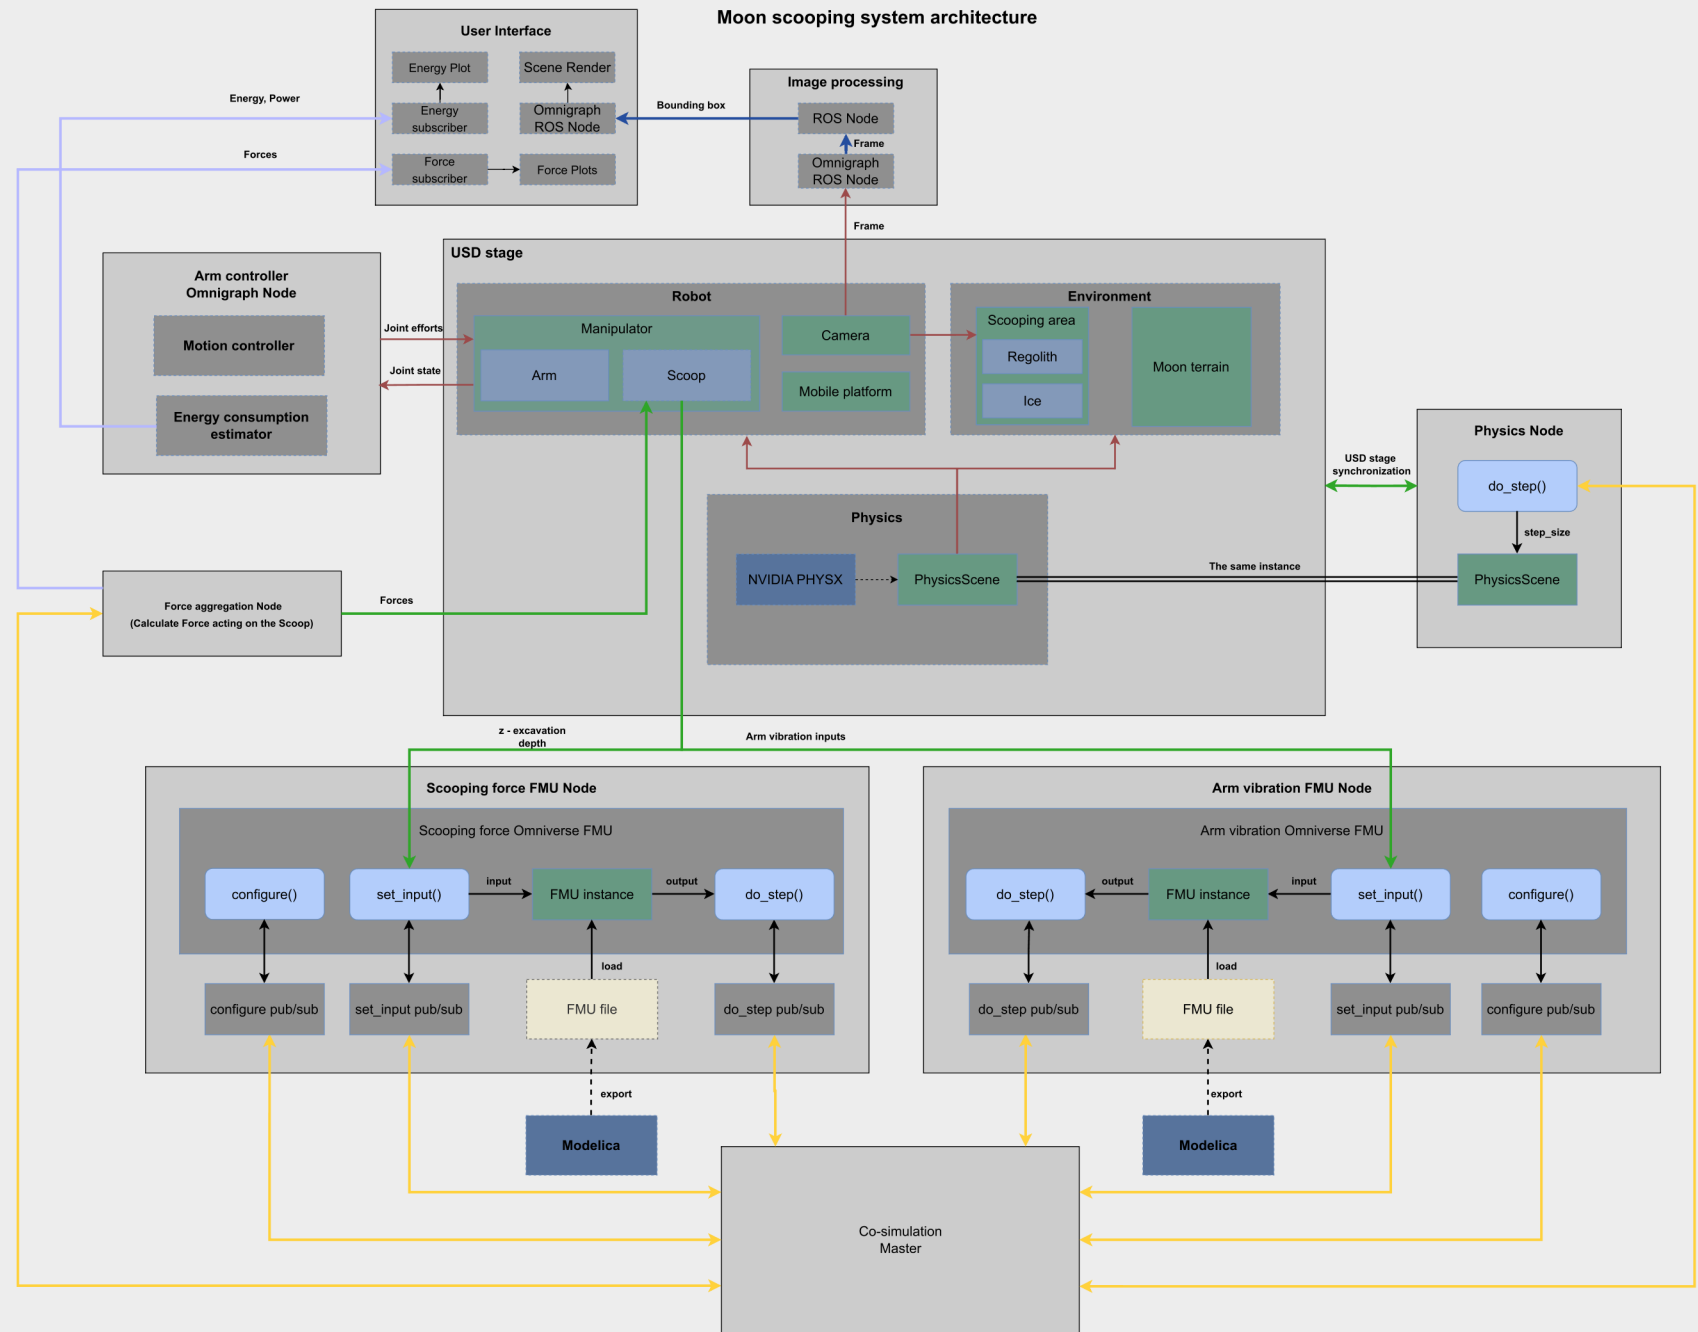 Moon scooping system architecture
User Interface
Energy Plot
Scene Render
Energy
subscriber
Omnigraph
ROS Node
Force
subscriber
Force Plots
Energy, Power
Forces
Bounding box
Image processing
ROS Node
Frame
Omnigraph
ROS Node
Frame
Arm controller
Omnigraph Node
Motion controller
Energy consumption
estimator
Joint efforts
Joint state
USD stage
Robot
Manipulator
Arm
Scoop
Camera
Mobile platform
Environment
Scooping area
Regolith
Ice
Moon terrain
Physics
NVIDIA PHYSX
PhysicsScene
The same instance
USD stage
synchronization
Physics Node
do_step()
step_size
PhysicsScene
Force aggregation Node
(Calculate Force acting on the Scoop)
Forces
z - excavation
depth
Arm vibration inputs
Scooping force FMU Node
Scooping force Omniverse FMU
configure()
set_input()
input
FMU instance
output
do_step()
load
configure pub/sub
set_input pub/sub
FMU file
do_step pub/sub
export
Modelica
Arm vibration FMU Node
Arm vibration Omniverse FMU
do_step()
output
FMU instance
input
set_input()
configure()
load
do_step pub/sub
FMU file
set_input pub/sub
configure pub/sub
export
Modelica
Co-simulation
Master